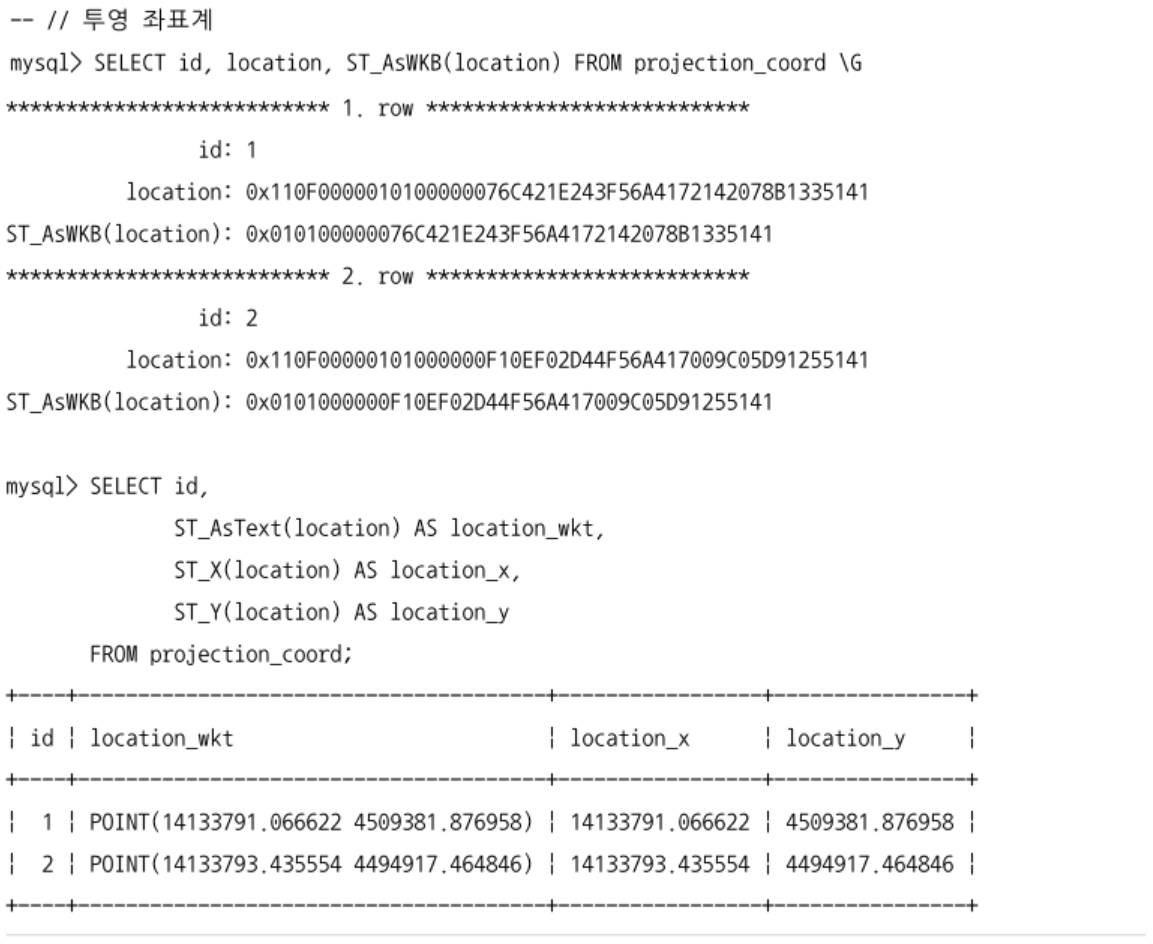 -- // 투영 좌표계
mysql> SELECT id, location, ST_AsWKB(location) FROM projection_coord \G
*************************** 1. row ***************************
id: 1
location: 0x110F0000010100000076C421E243F56A4172142078B1335141
ST_AsWKB(location): 0x010100000076C421E243F56A4172142078B1335141
*************************** 2. row ***************************
id: 2
location: 0x110F00000101000000F10EF02D44F56A417009C05D91255141
ST_AsWKB(location): 0x0101000000F10EF02D44F56A417009C05D91255141
mysql> SELECT id,
ST_AsText(location) AS location_wkt,
ST_X(location) AS location_x,
ST_Y(location) AS location_y
FROM projection_coord;
+----+---------------------------------------+----------------+----------------+
| id | location_wkt | location_x | location_y |
+----+---------------------------------------+----------------+----------------+
| 1 | POINT(14133791.066622 4509381.876958) | 14133791.066622 | 4509381.876958 |
| 2 | POINT(14133793.435554 4494917.464846) | 14133793.435554 | 4494917.464846 |
+----+---------------------------------------+----------------+----------------+